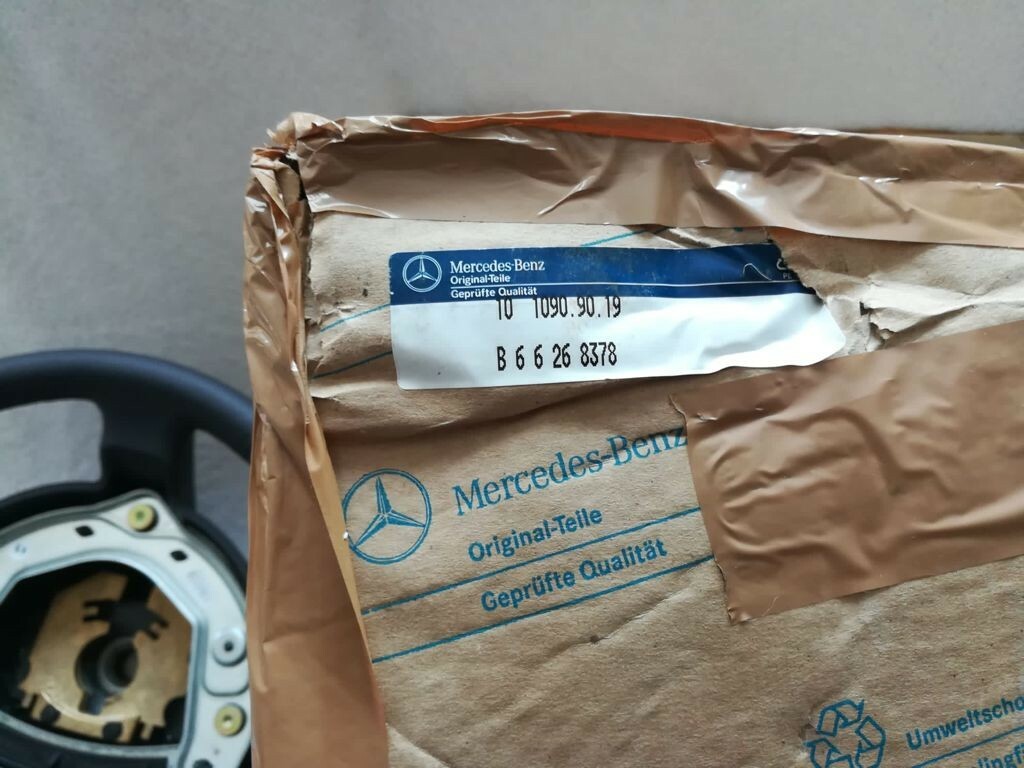 Mercedes-Benz
Original-Teile
Geprüfte Qualität
10 1090.90.19
B 6 6 26 8378
Mercedes-Benz
Original-Teile
Geprüfte Qualität